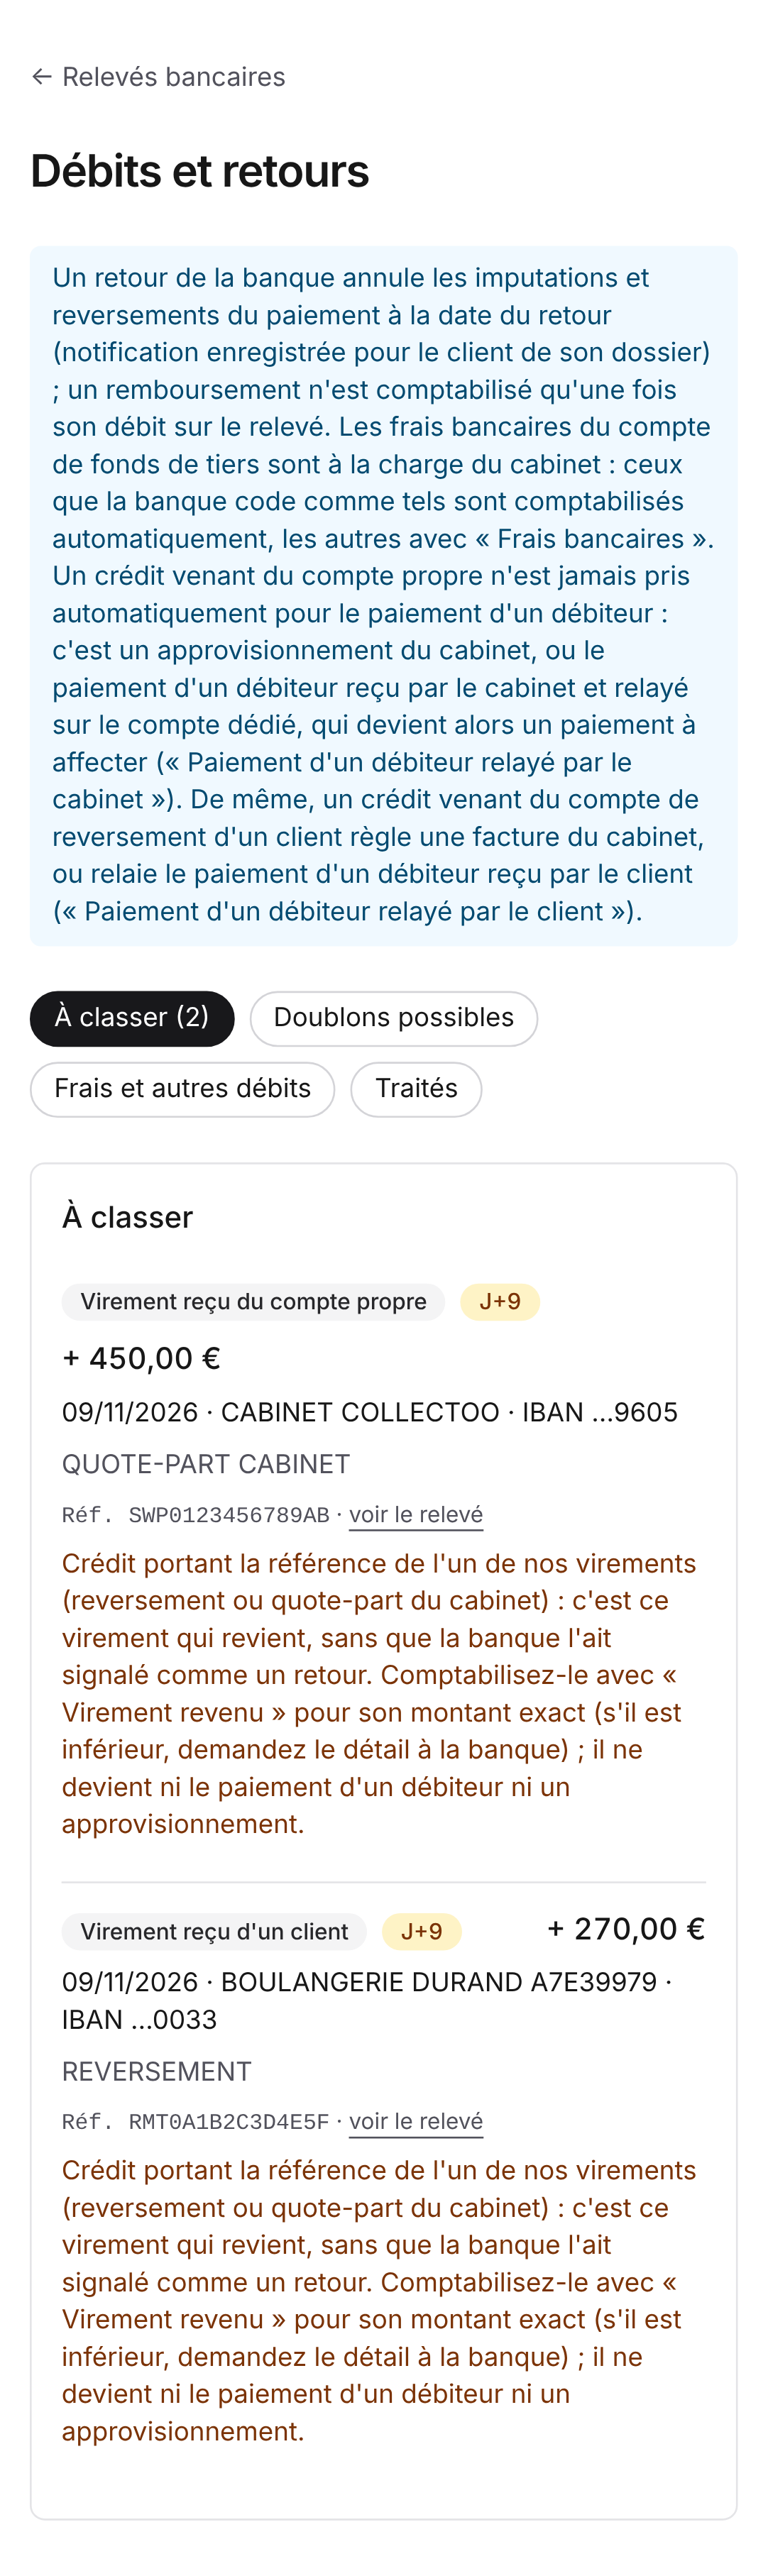 ← Relevés bancaires
Débits et retours
Un retour de la banque annule les imputations et
reversements du paiement à la date du retour
(notification enregistrée pour le client de son dossier)
; un remboursement n'est comptabilisé qu'une fois
son débit sur le relevé. Les frais bancaires du compte
de fonds de tiers sont à la charge du cabinet : ceux
que la banque code comme tels sont comptabilisés
automatiquement, les autres avec « Frais bancaires ».
Un crédit venant du compte propre n'est jamais pris
automatiquement pour le paiement d'un débiteur :
c'est un approvisionnement du cabinet, ou le
paiement d'un débiteur reçu par le cabinet et relayé
sur le compte dédié, qui devient alors un paiement à
affecter (« Paiement d'un débiteur relayé par le
cabinet »). De même, un crédit venant du compte de
reversement d'un client règle une facture du cabinet,
ou relaie le paiement d'un débiteur reçu par le client
(« Paiement d'un débiteur relayé par le client »).
À classer (2) Doublons possibles
Frais et autres débits Traités
À classer
Virement reçu du compte propre J+9
+ 450,00 €
09/11/2026 · CABINET COLLECTOO · IBAN …9605
QUOTE-PART CABINET
Réf. SWP0123456789AB · voir le relevé
Crédit portant la référence de l'un de nos virements
(reversement ou quote-part du cabinet) : c'est ce
virement qui revient, sans que la banque l'ait
signalé comme un retour. Comptabilisez-le avec «
Virement revenu » pour son montant exact (s'il est
inférieur, demandez le détail à la banque) ; il ne
devient ni le paiement d'un débiteur ni un
approvisionnement.
Virement reçu d'un client J+9 + 270,00 €
09/11/2026 · BOULANGERIE DURAND A7E39979 ·
IBAN …0033
REVERSEMENT
Réf. RMT0A1B2C3D4E5F · voir le relevé
Crédit portant la référence de l'un de nos virements
(reversement ou quote-part du cabinet) : c'est ce
virement qui revient, sans que la banque l'ait
signalé comme un retour. Comptabilisez-le avec «
Virement revenu » pour son montant exact (s'il est
inférieur, demandez le détail à la banque) ; il ne
devient ni le paiement d'un débiteur ni un
approvisionnement.